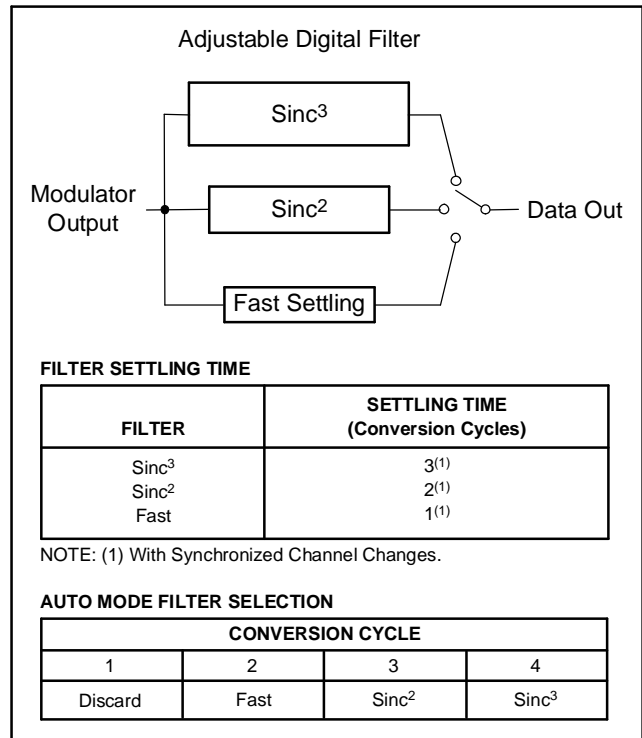 Adjustable Digital Filter
Sinc³
Modulator
Output
Sinc²
Data Out
Fast Settling
FILTER SETTLING TIME
FILTER
SETTLING TIME
(Conversion Cycles)
Sinc³ 3⁽¹⁾
Sinc² 2⁽¹⁾
Fast 1⁽¹⁾
NOTE: (1) With Synchronized Channel Changes.
AUTO MODE FILTER SELECTION
CONVERSION CYCLE
1 2 3 4
Discard Fast Sinc² Sinc³